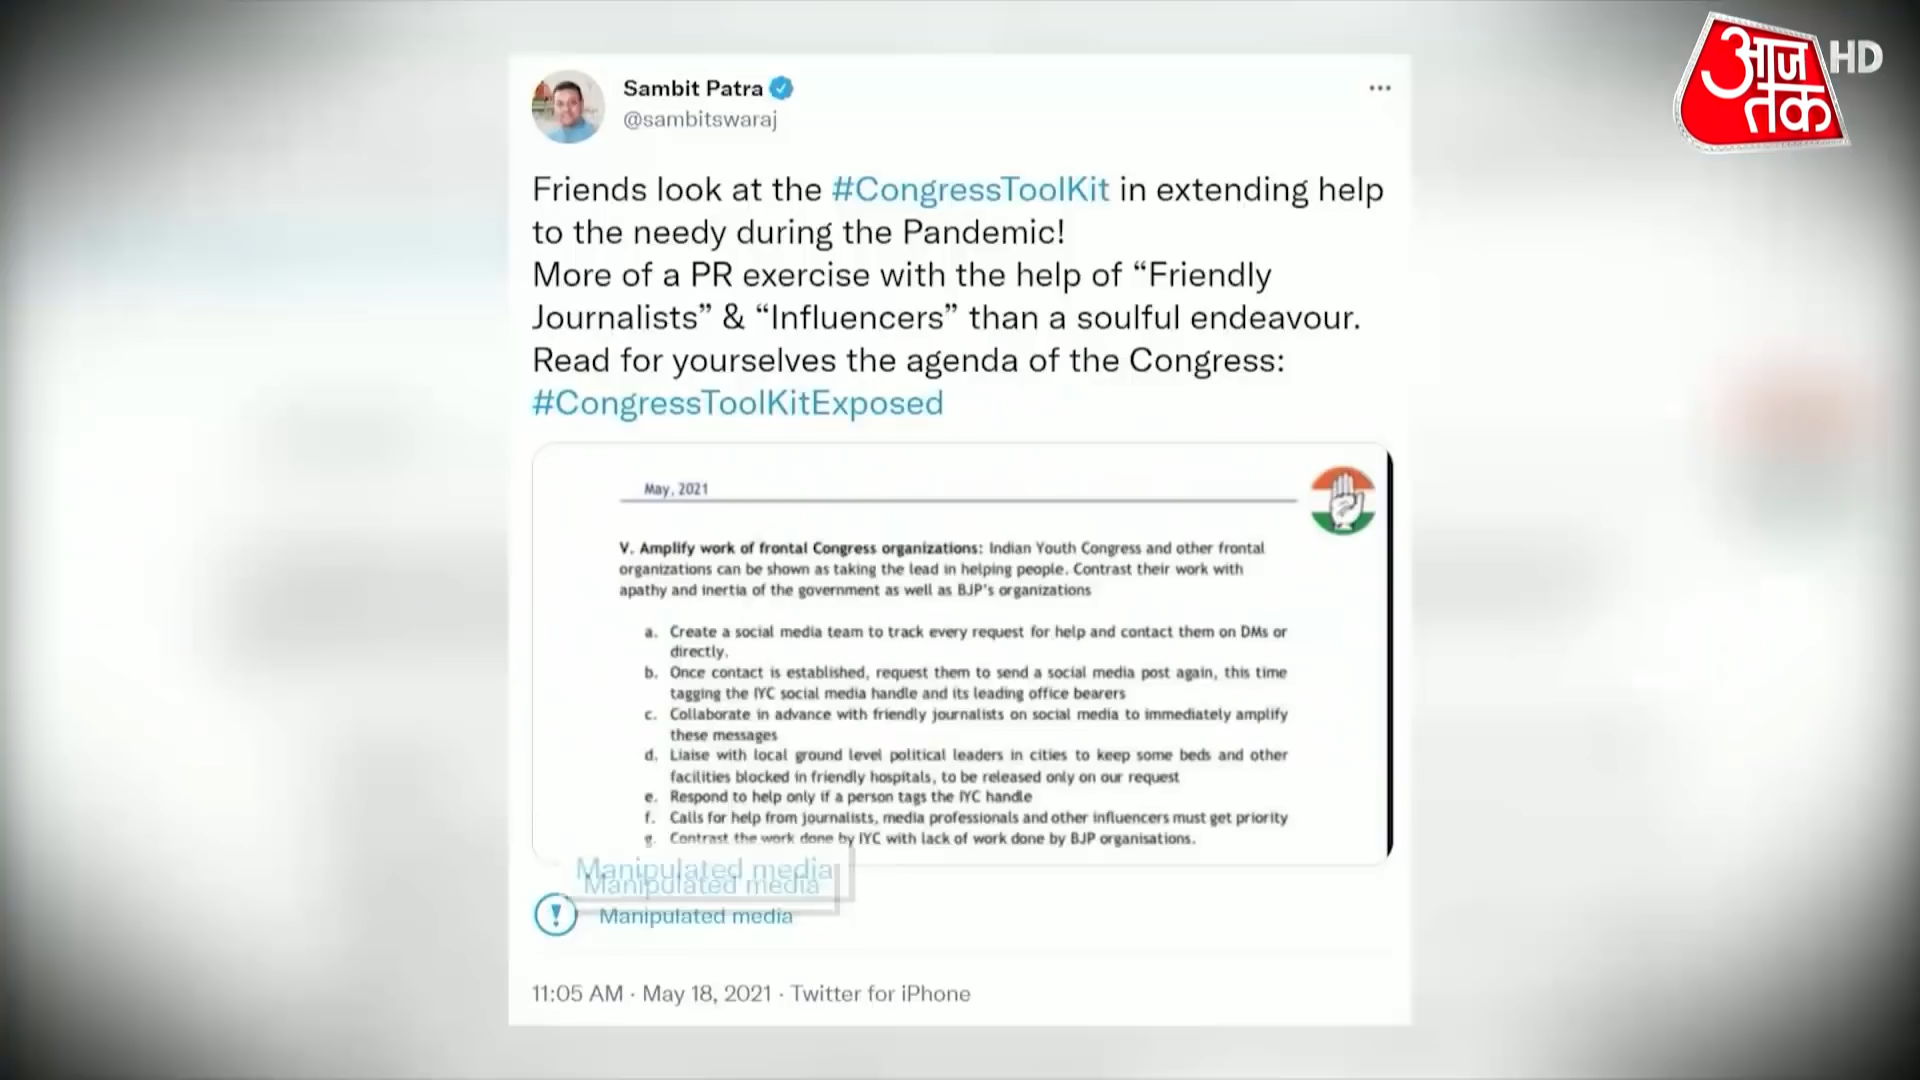 आज तक HD
Sambit Patra
@sambitswaraj
Friends look at the #CongressToolKit in extending help
to the needy during the Pandemic!
More of a PR exercise with the help of “Friendly
Journalists” & “Influencers” than a soulful endeavour.
Read for yourselves the agenda of the Congress:
#CongressToolKitExposed
May, 2021
V. Amplify work of frontal Congress organizations: Indian Youth Congress and other frontal
organizations can be shown as taking the lead in helping people. Contrast their work with
apathy and inertia of the government as well as BJP's organizations
a. Create a social media team to track every request for help and contact them on DMs or
directly.
b. Once contact is established, request them to send a social media post again, this time
tagging the IYC social media handle and its leading office bearers
c. Collaborate in advance with friendly journalists on social media to immediately amplify
these messages
d. Liaise with local ground level political leaders in cities to keep some beds and other
facilities blocked in friendly hospitals, to be released only on our request
e. Respond to help only if a person tags the IYC handle
f. Calls for help from journalists, media professionals and other influencers must get priority
g. Contrast the work done by IYC with lack of work done by BJP organisations.
Manipulated media
Manipulated media
Manipulated media
11:05 AM · May 18, 2021 · Twitter for iPhone